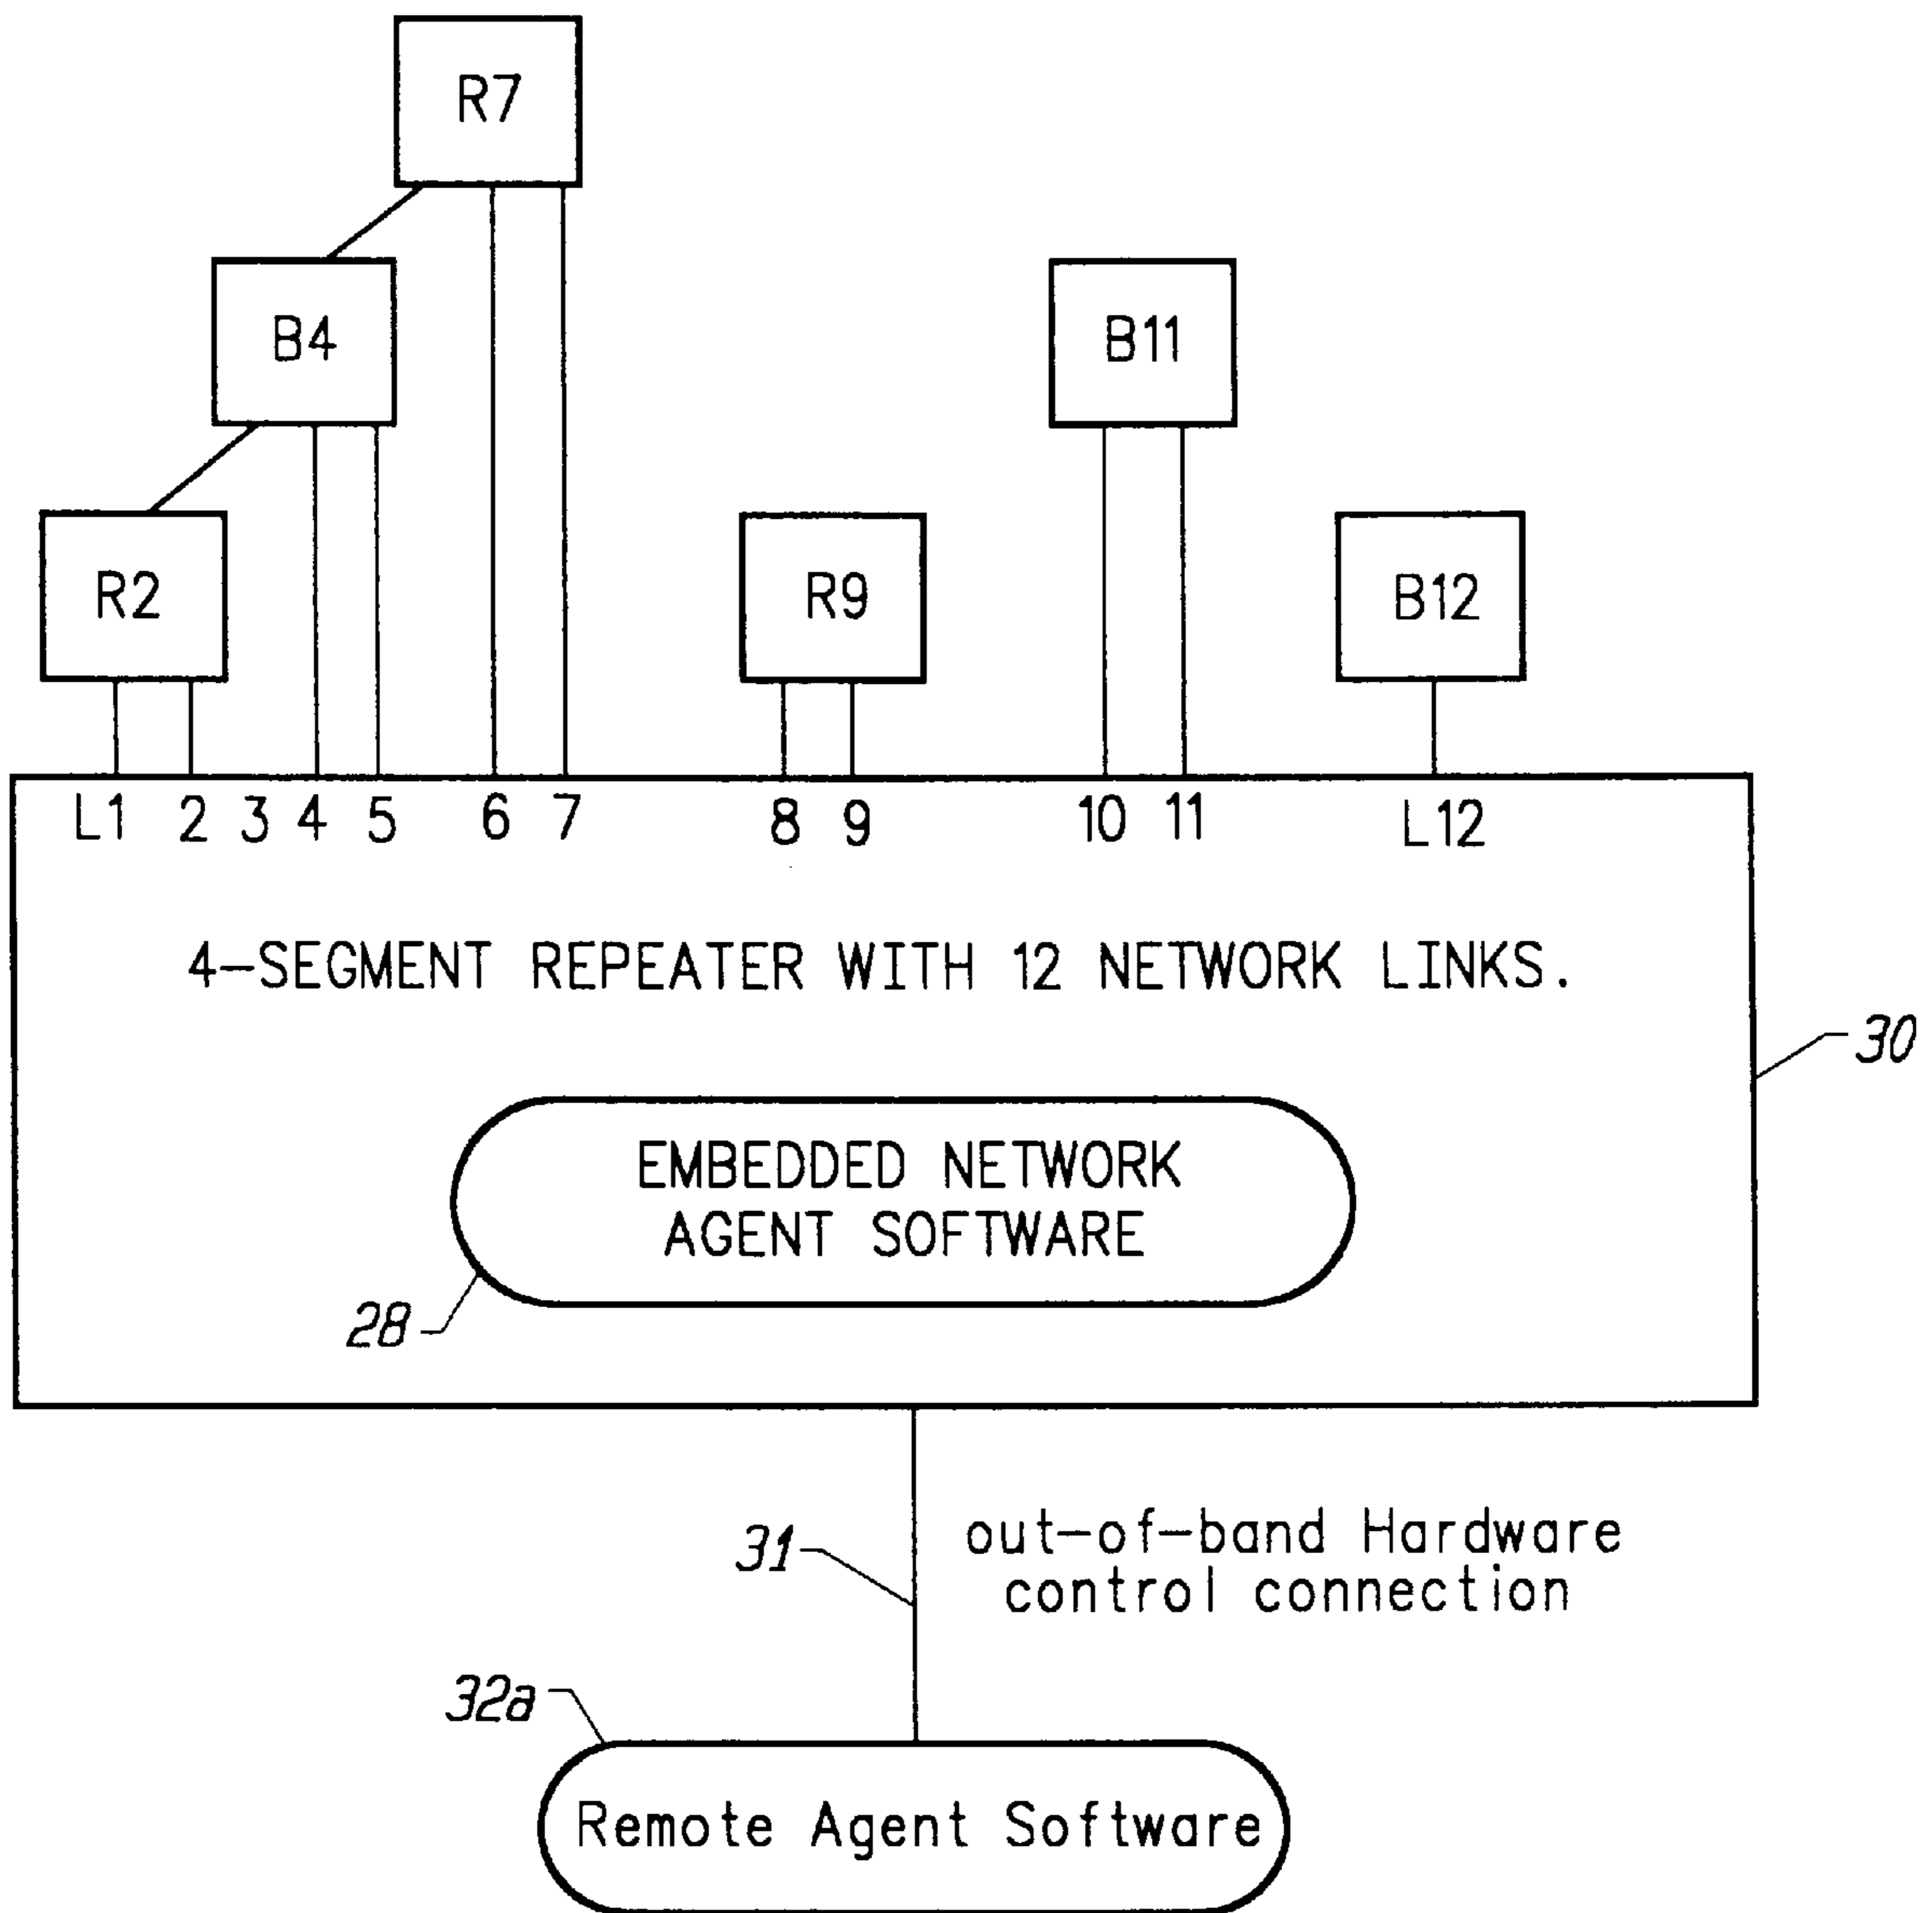 R7
B4
B11
R2
R9
B12
L1 2 3 4 5 6 7 8 9 10 11 L12
4-SEGMENT REPEATER WITH 12 NETWORK LINKS.
30
EMBEDDED NETWORK
AGENT SOFTWARE
28
out-of-band Hardware
31
control connection
32a
Remote Agent Software